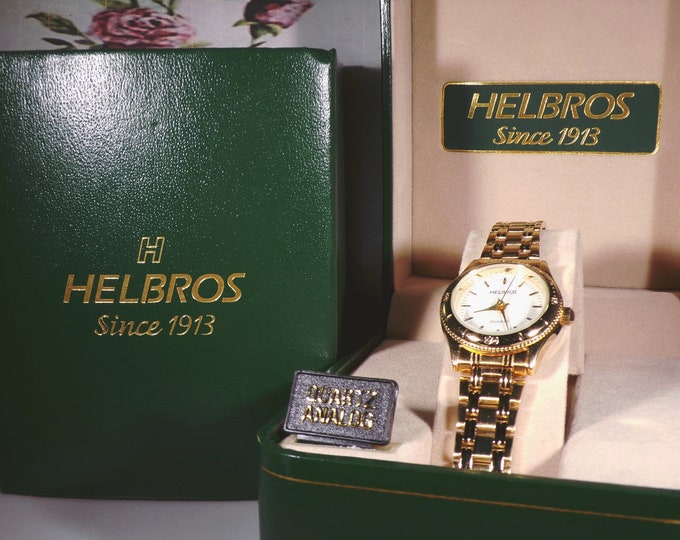 H
HELBROS
Since 1913
HELBROS
Since 1913
HELBROS
QUARTZ
ANALOG